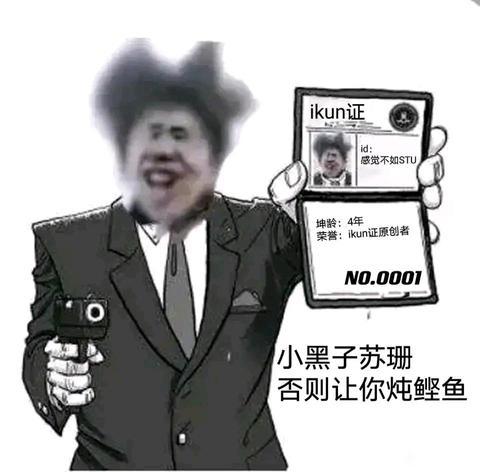 ikun证
id:
感觉不如STU
坤龄：4年
荣誉：ikun证原创者
NO.0001
小黑子苏珊
否则让你炖鲣鱼